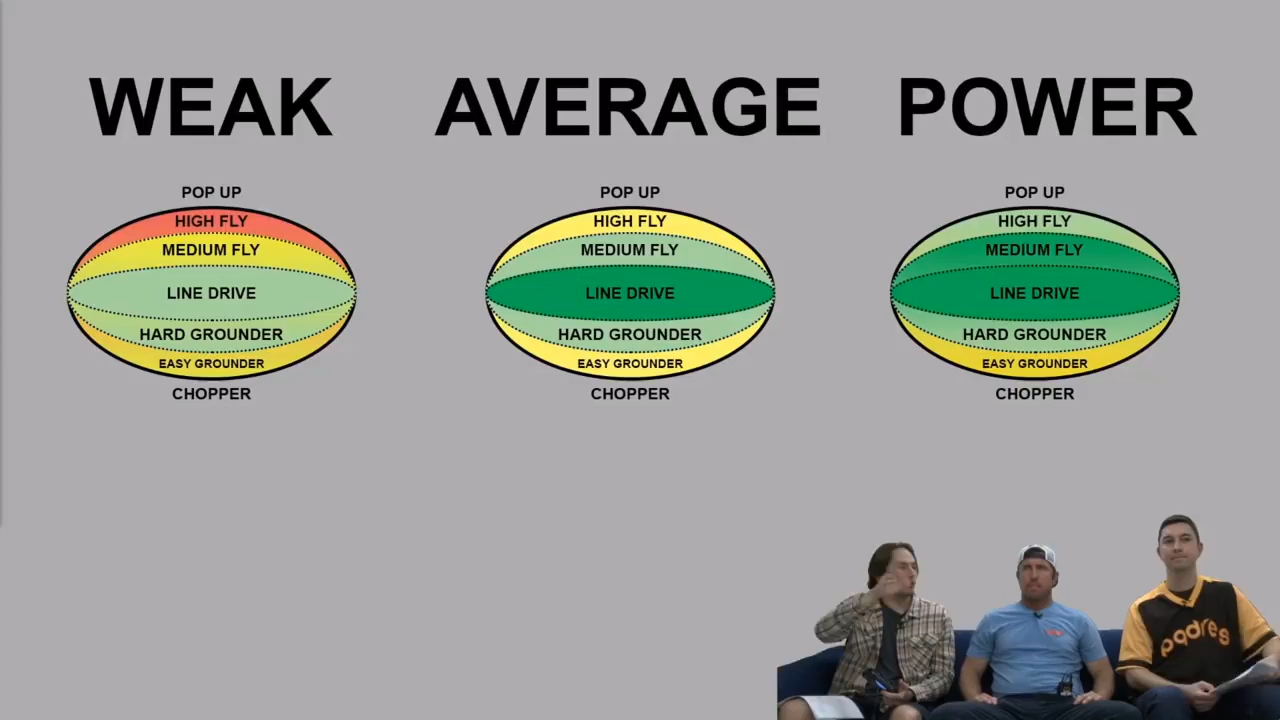 WEAK
POP UP
HIGH FLY
MEDIUM FLY
LINE DRIVE
HARD GROUNDER
EASY GROUNDER
CHOPPER
AVERAGE
POP UP
HIGH FLY
MEDIUM FLY
LINE DRIVE
HARD GROUNDER
EASY GROUNDER
CHOPPER
POWER
POP UP
HIGH FLY
MEDIUM FLY
LINE DRIVE
HARD GROUNDER
EASY GROUNDER
CHOPPER
padres